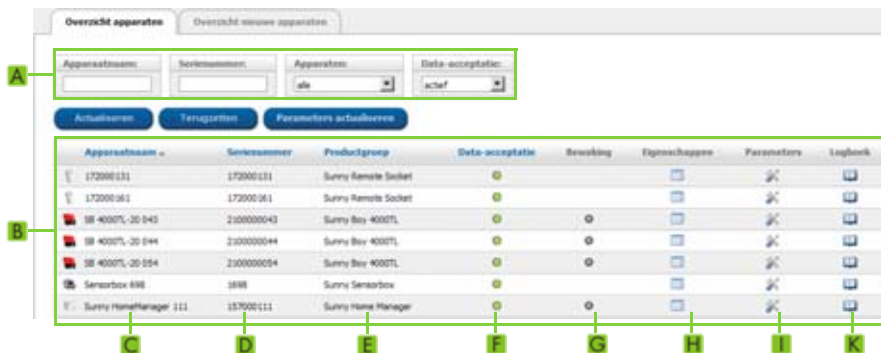 Overzicht apparaten Overzicht nieuwe apparaten
A
Apparaatnaam: Serienummer: Apparaten: Data-acceptatie:
alle actief
Actualiseren Terugzetten Parameters actualiseren
B
Apparaatnaam Serienummer Productgroep Data-acceptatie Bewaking Eigenschappen Parameters Logboek
172000131 172000131 Sunny Remote Socket
172000161 172000161 Sunny Remote Socket
SB 4000TL-20 043 2100000043 Sunny Boy 4000TL
SB 4000TL-20 044 2100000044 Sunny Boy 4000TL
SB 4000TL-20 054 2100000054 Sunny Boy 4000TL
Sensorbox 698 1698 Sunny Sensorbox
Sunny HomeManager 111 157000111 Sunny Home Manager
C D E F G H I K